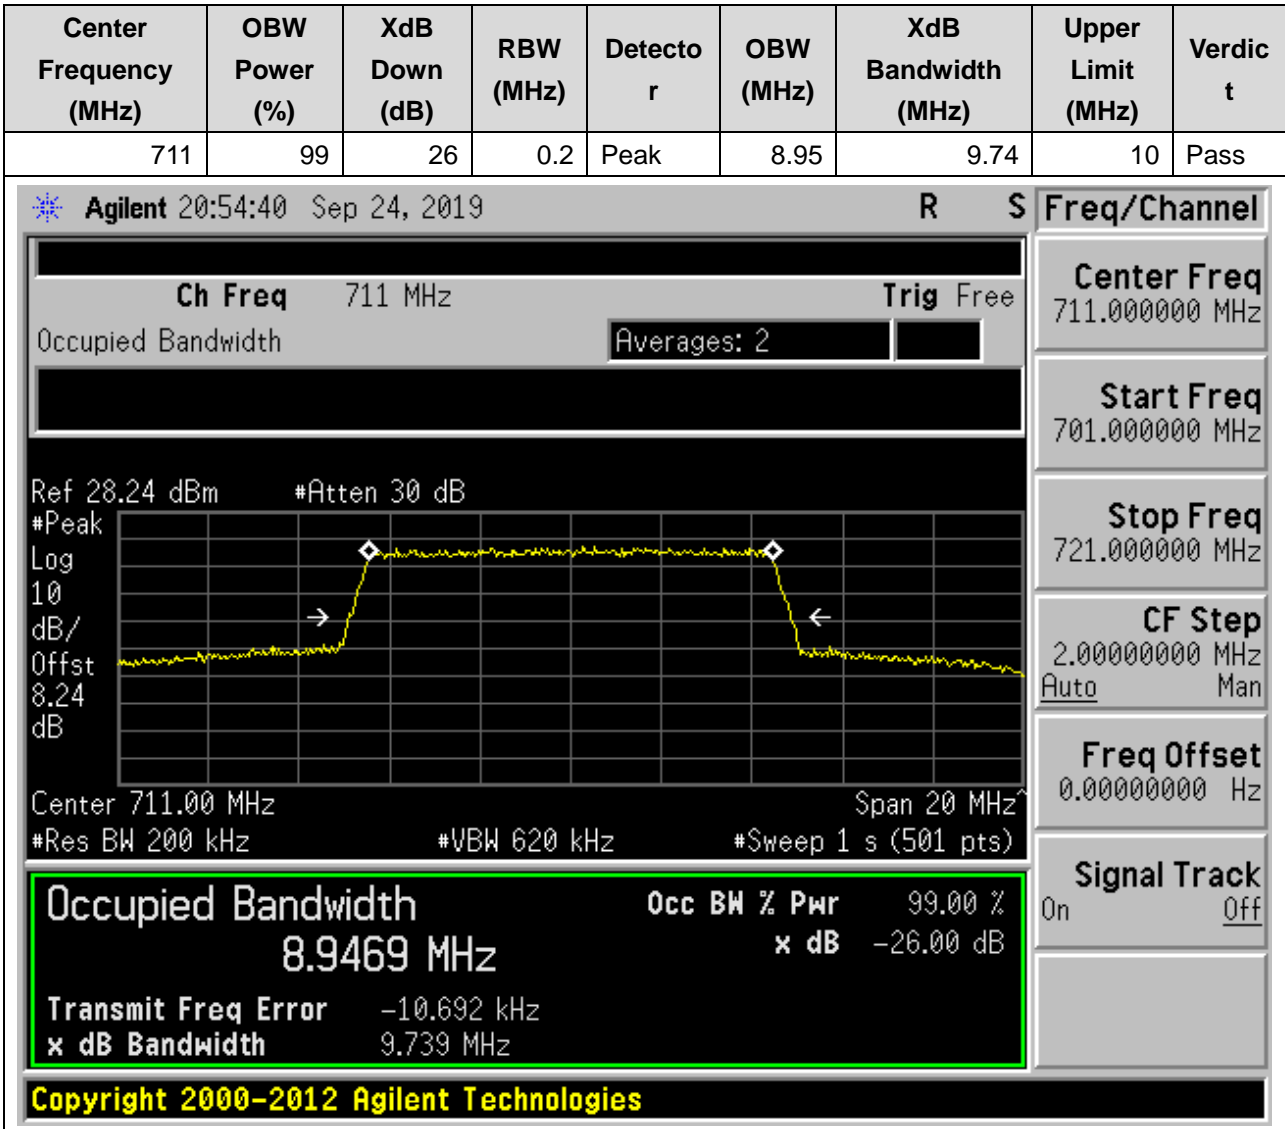 Center Frequency (MHz) OBW Power (%) XdB Down (dB) RBW (MHz) Detecto r OBW (MHz) XdB Bandwidth (MHz) Upper Limit (MHz) Verdic t
711 99 26 0.2 Peak 8.95 9.74 10 Pass
Agilent 20:54:40 Sep 24, 2019 R S Freq/Channel
Ch Freq 711 MHz Trig Free
Occupied Bandwidth Averages: 2
Center Freq
711.000000 MHz
Start Freq
701.000000 MHz
Ref 28.24 dBm #Atten 30 dB
#Peak
Log
10
dB/
Offst
8.24
dB
Stop Freq
721.000000 MHz
CF Step
2.00000000 MHz
Auto Man
Freq Offset
0.00000000 Hz
Center 711.00 MHz Span 20 MHz^
#Res BW 200 kHz #VBW 620 kHz #Sweep 1 s (501 pts)
Signal Track
On Off
Occupied Bandwidth Occ BW % Pwr 99.00 %
8.9469 MHz x dB -26.00 dB
Transmit Freq Error -10.692 kHz
x dB Bandwidth 9.739 MHz
Copyright 2000-2012 Agilent Technologies